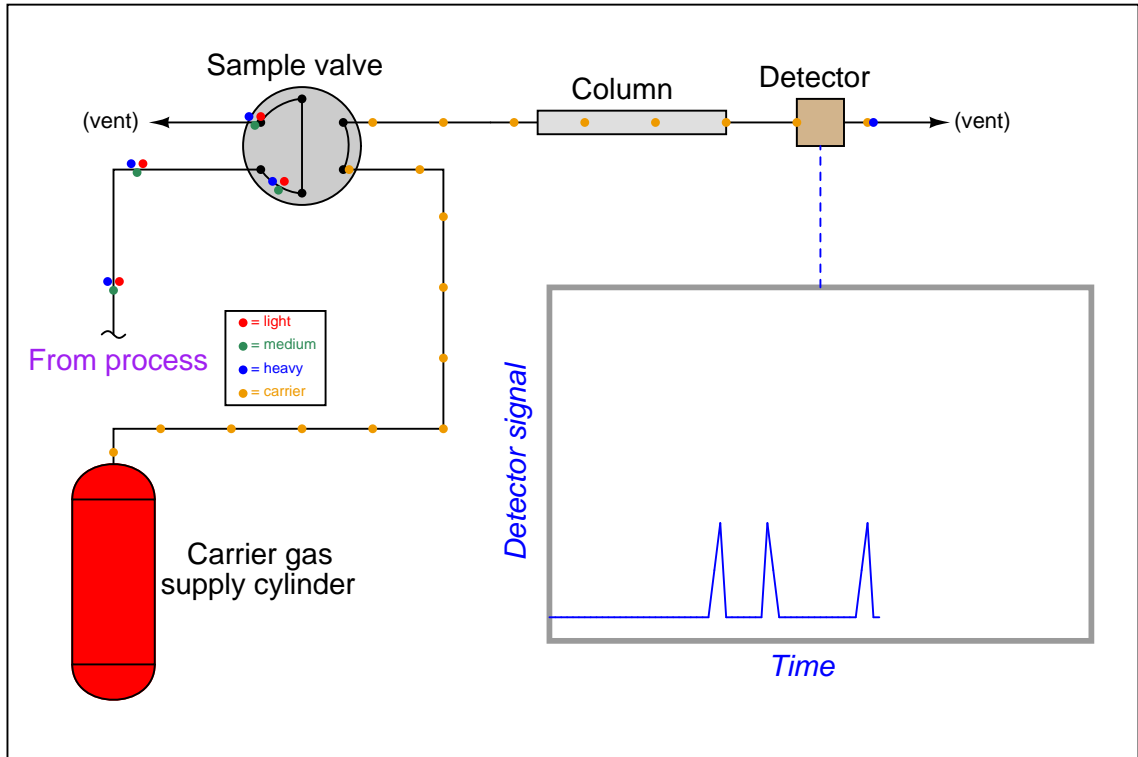 Sample valve
Column
Detector
(vent)
(vent)
= light
= medium
= heavy
= carrier
From process
Detector signal
Carrier gas
supply cylinder
Time